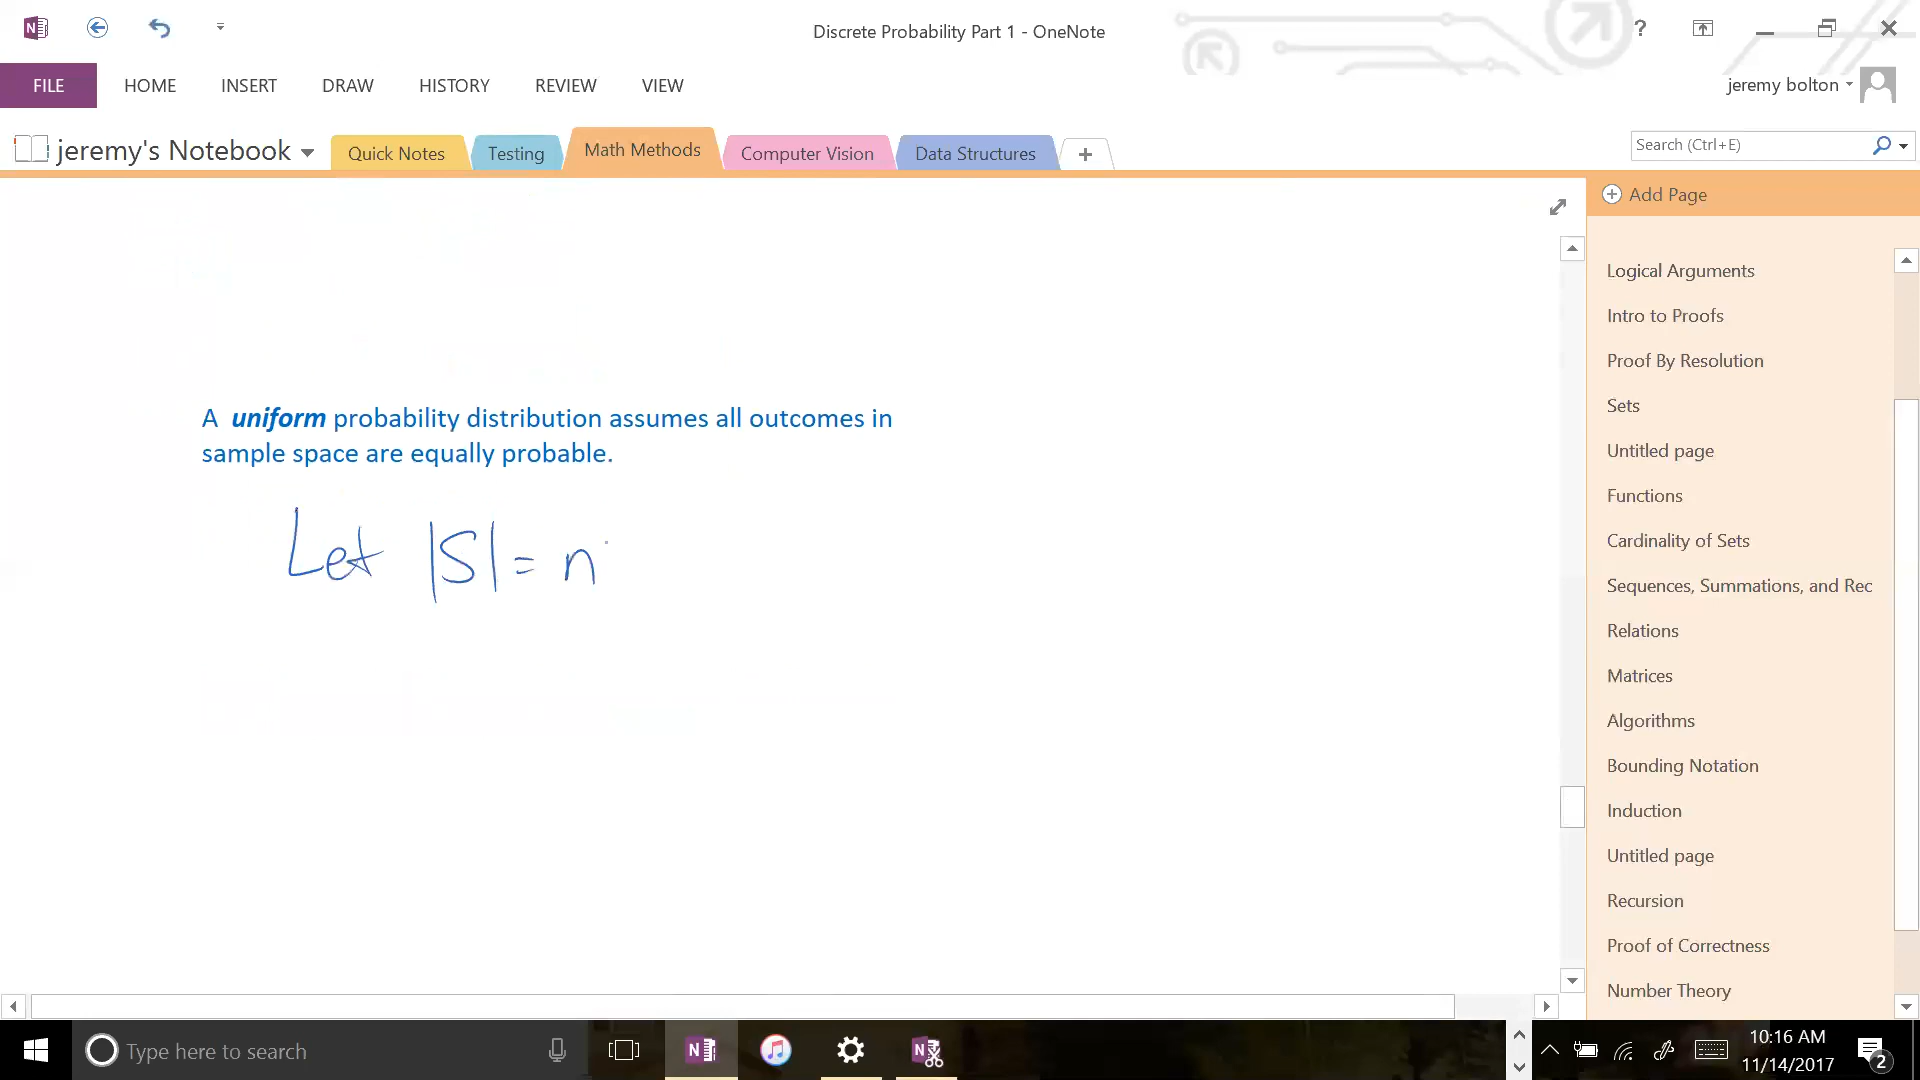 Discrete Probability Part 1 - OneNote
?
FILE HOME INSERT DRAW HISTORY REVIEW VIEW
jeremy bolton
jeremy's Notebook
Quick Notes
Testing
Math Methods
Computer Vision
Data Structures
Search (Ctrl+E)
Add Page
A uniform probability distribution assumes all outcomes in
sample space are equally probable.
Let |S| = n
Logical Arguments
Intro to Proofs
Proof By Resolution
Sets
Untitled page
Functions
Cardinality of Sets
Sequences, Summations, and Rec
Relations
Matrices
Algorithms
Bounding Notation
Induction
Untitled page
Recursion
Proof of Correctness
Number Theory
Type here to search
10:16 AM
11/14/2017
2